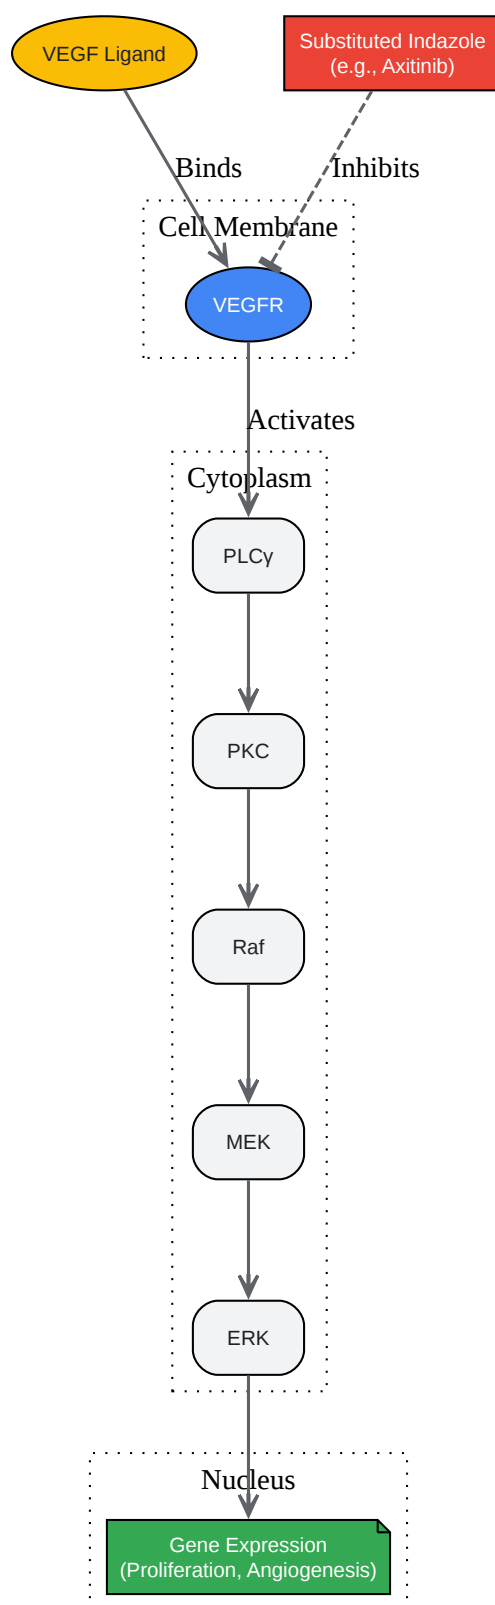 VEGF Ligand
Substituted Indazole
(e.g., Axitinib)
Binds
Inhibits
Cell Membrane
VEGFR
Activates
Cytoplasm
PLCγ
PKC
Raf
MEK
ERK
Nucleus
Gene Expression
(Proliferation, Angiogenesis)